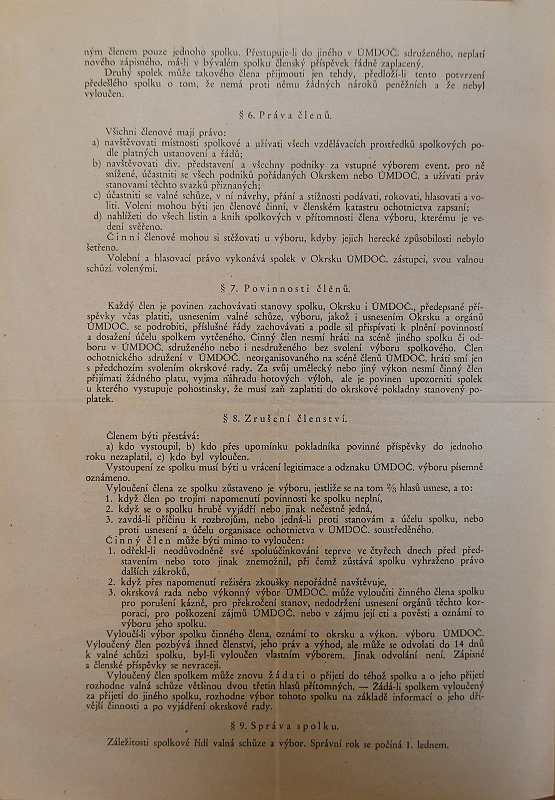 ným členem pouze jednoho spolku. Přestupuje-li do jiného v ÚMDOČ. sdruženého, neplatí
nového zápisného, má-li v bývalém spolku členský příspěvek řádně zaplacený.
Druhý spolek může takového člena přijmouti jen tehdy, předloží-li tento potvrzení
předešlého spolku o tom, že nemá proti němu žádných nároků peněžních a že nebyl
vyloučen.
§ 6. Práva členů.
Všichni členové mají právo:
a) navštěvovati místnosti spolkové a užívati všech vzdělávacích prostředků spolkových po-
dle platných ustanovení a řádů;
b) navštěvovati div. představení a všechny podniky za vstupné výborem event. pro ně
snížené, účastniti se všech podniků pořádaných Okrskem nebo ÚMDOČ. a užívati práv
stanovami těchto svazků přiznaných;
c) účastniti se valné schůze, v ní návrhy, přání a stížnosti podávati, rokovati, hlasovati a vo-
liti. Voleni mohou býti jen členové činní, v členském katastru ochotnictva zapsaní;
d) nahlížeti do všech listin a knih spolkových v přítomnosti člena výboru, kterému je ve-
dení svěřeno.
Činní členové mohou si stěžovati u výboru, kdyby jejich herecké způsobilosti nebylo
šetřeno.
Volební a hlasovací právo vykonává spolek v Okrsku ÚMDOČ. zástupci, svou valnou
schůzí volenými.
§ 7. Povinnosti členů.
Každý člen je povinen zachovávati stanovy spolku, Okrsku i ÚMDOČ., předepsané pří-
spěvky včas platiti, usnesením valné schůze, výboru, jakož i usnesením Okrsku a orgánů
ÚMDOČ. se podrobiti, příslušné řády zachovávati a podle sil přispívati k plnění povinností
a dosažení účelu spolkem vytčeného. Činný člen nesmí hráti na scéně jiného spolku či od-
boru v ÚMDOČ. sdruženého nebo i nesdruženého bez svolení výboru spolkového. Člen
ochotnického sdružení v ÚMDOČ. neorganisovaného na scéně členů ÚMDOČ. hráti smí jen
s předchozím svolením okrskové rady. Za svůj umělecký nebo jiný výkon nesmí činný člen
přijímati žádného platu, vyjma náhradu hotových výloh, ale je povinen upozorniti spolek
u kterého vystupuje pohostinsky, že musí zaň zaplatiti do okrskové pokladny stanovený po-
platek.
§ 8. Zrušení členství.
Členem býti přestává:
a) kdo vystoupil, b) kdo přes upomínku pokladníka povinné příspěvky do jednoho
roku nezaplatil, c) kdo byl vyloučen.
Vystoupení ze spolku musí býti u vrácení legitimace a odznaku ÚMDOČ. výboru písemně
oznámeno.
Vyloučení člena ze spolku zůstaveno je výboru, jestliže se na tom ⅔ hlasů usnese, a to:
1. když člen po trojím napomenutí povinnosti ke spolku neplní,
2. když se o spolku hrubě vyjádří nebo jinak nečestně jedná,
3. zavdá-li příčinu k rozbrojům, nebo jedná-li proti stanovám a účelu spolku, nebo
proti usnesení a účelu organisace ochotnictva v ÚMDOČ. soustředěného.
Činný člen může býti mimo to vyloučen:
1. odřekl-li neodůvodněně své spoluúčinkování teprve ve čtyřech dnech před před-
stavením nebo toto jinak znemožnil, při čemž zůstává spolku vyhraženo právo
dalších zákroků,
2. když přes napomenutí režiséra zkoušky nepořádně navštěvuje,
3. okrsková rada nebo výkonný výbor ÚMDOČ. může vyloučiti činného člena spolku
pro porušení kázně, pro překročení stanov, nedodržení usnesení orgánů těchto kor-
porací, pro poškození zájmů ÚMDOČ. nebo v zájmu její cti a pověsti a oznámí to
výboru jeho spolku.
Vyloučí-li výbor spolku činného člena, oznámí to okrsku a výkon. výboru ÚMDOČ.
Vyloučený člen pozbývá ihned členství, jeho práv a výhod, ale může se odvolati do 14 dnů
k valné schůzi spolku, byl-li vyloučen vlastním výborem. Jinak odvolání není. Zápisné
a členské příspěvky se nevracejí.
Vyloučený člen spolkem může znovu žádati o přijetí do téhož spolku a o jeho přijetí
rozhodne valná schůze většinou dvou třetin hlasů přítomných. — Žádá-li spolkem vyloučený
za přijetí do jiného spolku, rozhodne výbor tohoto spolku na základě informací o jeho dří-
vější činnosti a po vyjádření okrskové rady.
§ 9. Správa spolku.
Záležitosti spolkové řídí valná schůze a výbor. Správní rok se počíná 1. lednem.